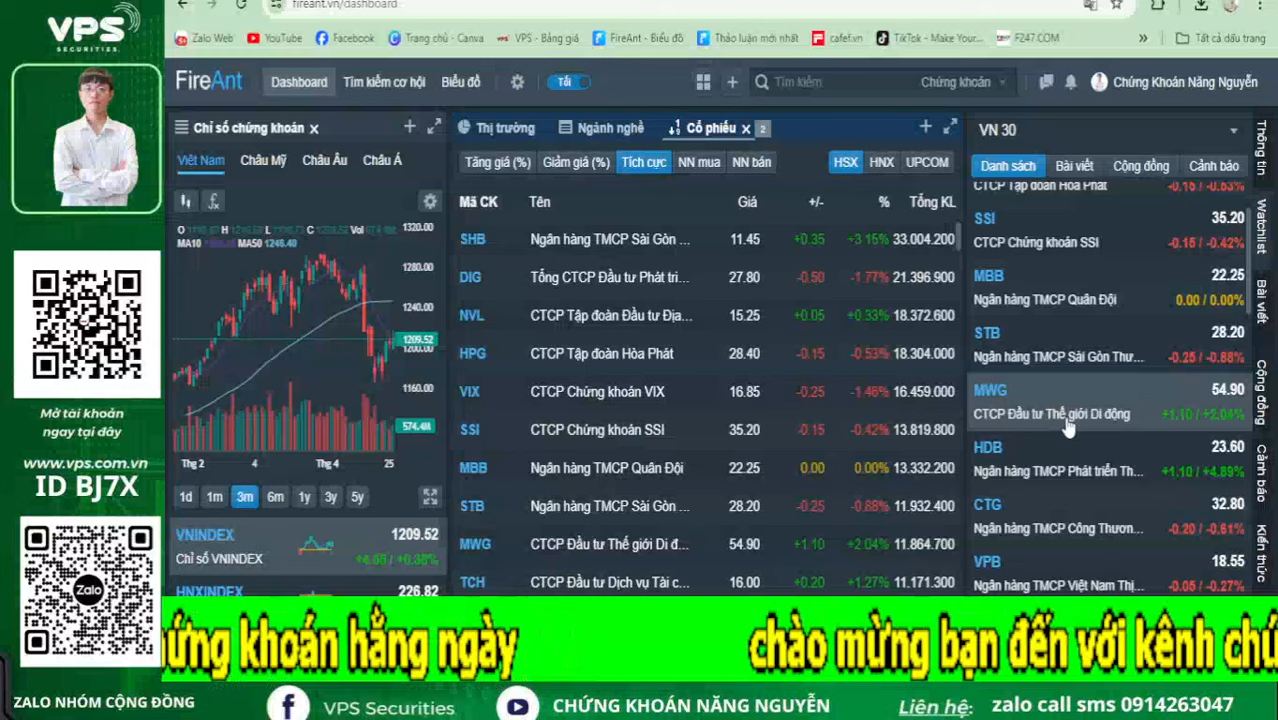 VPS
SECURITIES
Mở tài khoản
ngay tại đây
www.vps.com.vn
ID BJ7X
Zalo
ZALO NHÓM CỘNG ĐỒNG
fireant.vn/dashboard
Zalo Web YouTube Facebook Trang chủ - Canva VPS - Bảng giá FireAnt - Biểu đồ Thảo luận mới nhất cafef.vn TikTok - Make Your... F247.COM » Tất cả dấu trang
FireAnt Dashboard Tìm kiếm cơ hội Biểu đồ Tối Tìm kiếm Chứng khoán Chứng Khoán Năng Nguyễn
Chỉ số chứng khoán
Việt Nam Châu Mỹ Châu Âu Châu Á
MA10 MA50 1246.40
1320.00
1280.00
1240.00
1209.52
1200.00
1160.00
574.4M
Thg 2 4 Thg 4 25
1d 1m 3m 6m 1y 3y 5y
VNINDEX 1209.52
Chỉ số VNINDEX
HNXINDEX 226.82
Thị trường Ngành nghề Cổ phiếu 2
Tăng giá (%) Giảm giá (%) Tích cực NN mua NN bán HSX HNX UPCOM
Mã CK Tên Giá +/- % Tổng KL
SHB Ngân hàng TMCP Sài Gòn ... 11.45 +0.35 +3.15% 33.004.200
DIG Tổng CTCP Đầu tư Phát tri... 27.80 -0.50 -1.77% 21.396.900
NVL CTCP Tập đoàn Đầu tư Địa... 15.25 +0.05 +0.33% 18.372.600
HPG CTCP Tập đoàn Hòa Phát 28.40 -0.15 -0.53% 18.304.000
VIX CTCP Chứng khoán VIX 16.85 -0.25 -1.46% 16.459.000
SSI CTCP Chứng khoán SSI 35.20 -0.15 -0.42% 13.819.800
MBB Ngân hàng TMCP Quân Đội 22.25 0.00 0.00% 13.332.200
STB Ngân hàng TMCP Sài Gòn ... 28.20 -0.25 -0.88% 11.932.400
MWG CTCP Đầu tư Thế giới Di đ... 54.90 +1.10 +2.04% 11.864.700
TCH CTCP Đầu tư Dịch vụ Tài c... 16.00 +0.20 +1.27% 11.171.300
VN 30
Danh sách Bài viết Cộng đồng Cảnh báo
CTCP Tập đoàn Hòa Phát -0.15 / -0.53%
SSI 35.20
CTCP Chứng khoán SSI -0.15 / -0.42%
MBB 22.25
Ngân hàng TMCP Quân Đội 0.00 / 0.00%
STB 28.20
Ngân hàng TMCP Sài Gòn Thư... -0.25 / -0.88%
MWG 54.90
CTCP Đầu tư Thế giới Di động +1.10 / +2.04%
HDB 23.60
Ngân hàng TMCP Phát triển Th... +1.10 / +4.89%
CTG 32.80
Ngân hàng TMCP Công Thươn... -0.20 / -0.61%
VPB 18.55
Ngân hàng TMCP Việt Nam Thị... -0.05 / -0.27%
Thông tin
Watchlist
Bài viết
Cộng đồng
Cảnh báo
Kiến thức
hứng khoán hằng ngày chào mừng bạn đến với kênh chứ
VPS Securities CHỨNG KHOÁN NĂNG NGUYỄN Liên hệ: zalo call sms 0914263047